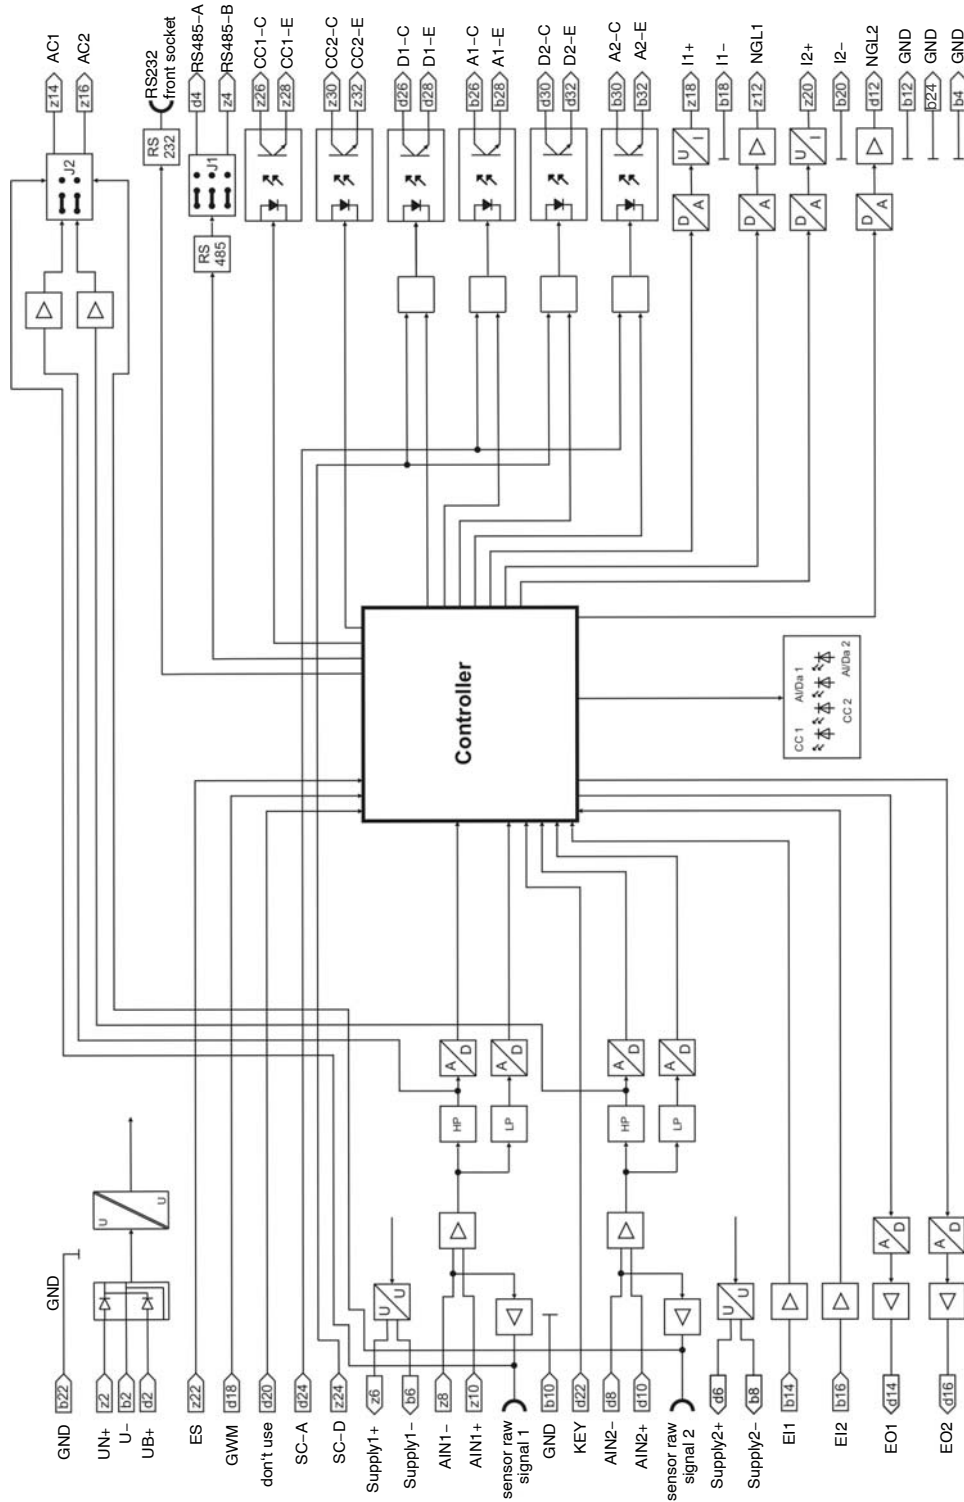 AC1
AC2
RS232
front socket
RS485-A
RS485-B
CC1-C
CC1-E
CC2-C
CC2-E
D1-C
D1-E
A1-C
A1-E
D2-C
D2-E
A2-C
A2-E
I1+
I1-
NGL1
I2+
I2-
NGL2
GND
GND
GND
z14
z16
d4
z4
z26
z28
z30
z32
d26
d28
b26
b28
d30
d32
b30
b32
z18
b18
z12
z20
b20
d12
b12
b24
b4
J2
RS
232
J1
RS
485
U
I
U
I
D
A
D
A
D
A
D
A
Controller
CC 1
Al/Da 1
CC 2
Al/Da 2
A
D
A
D
A
D
A
D
HP
LP
HP
LP
U
U
U
U
U
U
A
D
A
D
GND
b22
z2
b2
d2
z22
d18
d20
d24
z24
z6
b6
z8
z10
b10
d22
d8
d10
d6
b8
b14
b16
d14
d16
GND
UN+
U-
UB+
ES
GWM
don't use
SC-A
SC-D
Supply1+
Supply1-
AIN1-
AIN1+
sensor raw
signal 1
GND
KEY
AIN2-
AIN2+
sensor raw
signal 2
Supply2+
Supply2-
EI1
EI2
EO1
EO2